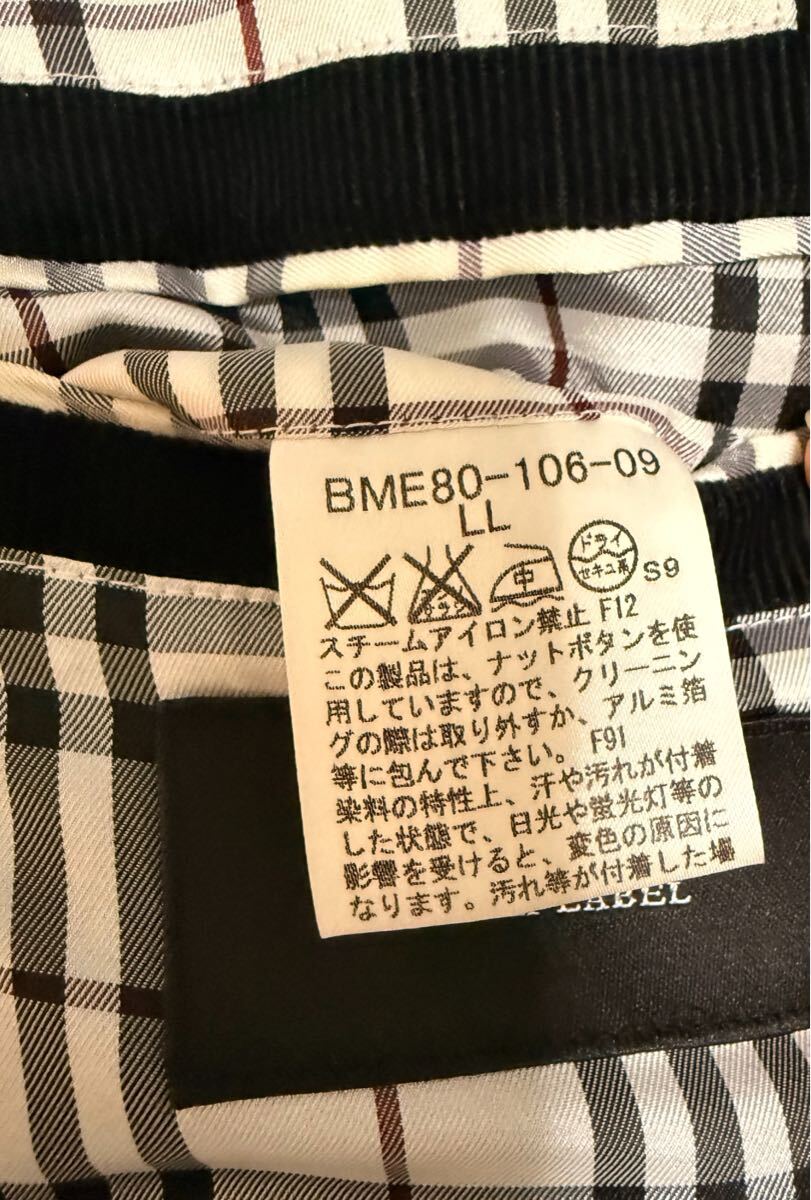 BME80-106-09
LL
エンソサラシ
中
ドライ
セキユ系
S9
スチームアイロン禁止 F12
この製品は、ナットボタンを使
用していますので、クリーニン
グの際は取り外すか、アルミ箔
等に包んで下さい。 F91
染料の特性上、汗や汚れが付着
した状態で、日光や蛍光灯等の
影響を受けると、変色の原因に
なります。汚れ等が付着した場
LABEL